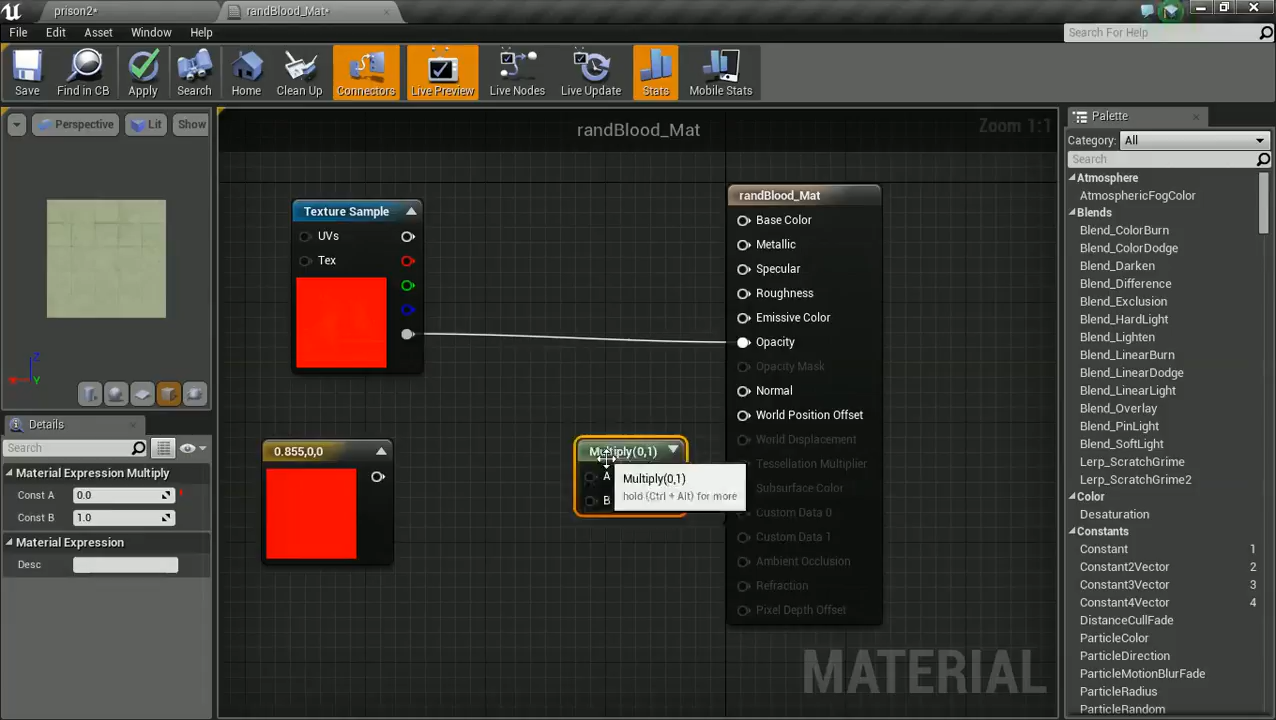 prison2*
randBlood_Mat*
File
Edit
Asset
Window
Help
Search For Help
Save
Find in CB
Apply
Search
Home
Clean Up
Connectors
Live Preview
Live Nodes
Live Update
Stats
Mobile Stats
Perspective
Lit
Show
randBlood_Mat
Zoom 1:1
Palette
Category:
All
Search
Atmosphere
AtmosphericFogColor
Blends
Blend_ColorBurn
Blend_ColorDodge
Blend_Darken
Blend_Difference
Blend_Exclusion
Blend_HardLight
Blend_Lighten
Blend_LinearBurn
Blend_LinearDodge
Blend_LinearLight
Blend_Overlay
Blend_PinLight
Blend_Screen
Blend_SoftLight
Lerp_ScratchGrime
Lerp_ScratchGrime2
Color
Desaturation
Constants
Constant 1
Constant2Vector 2
Constant3Vector 3
Constant4Vector 4
DistanceCullFade
ParticleColor
ParticleDirection
ParticleMotionBlurFade
ParticleRadius
ParticleRandom
Texture Sample
UVs
Tex
0.855,0,0
Multiply(0,1)
A
B
Multiply(0,1)
hold (Ctrl + Alt) for more
randBlood_Mat
Base Color
Metallic
Specular
Roughness
Emissive Color
Opacity
Opacity Mask
Normal
World Position Offset
World Displacement
Tessellation Multiplier
Subsurface Color
Custom Data 0
Custom Data 1
Ambient Occlusion
Refraction
Pixel Depth Offset
MATERIAL
Z
Y
Details
Search
Material Expression Multiply
Const A
0.0
Const B
1.0
Material Expression
Desc